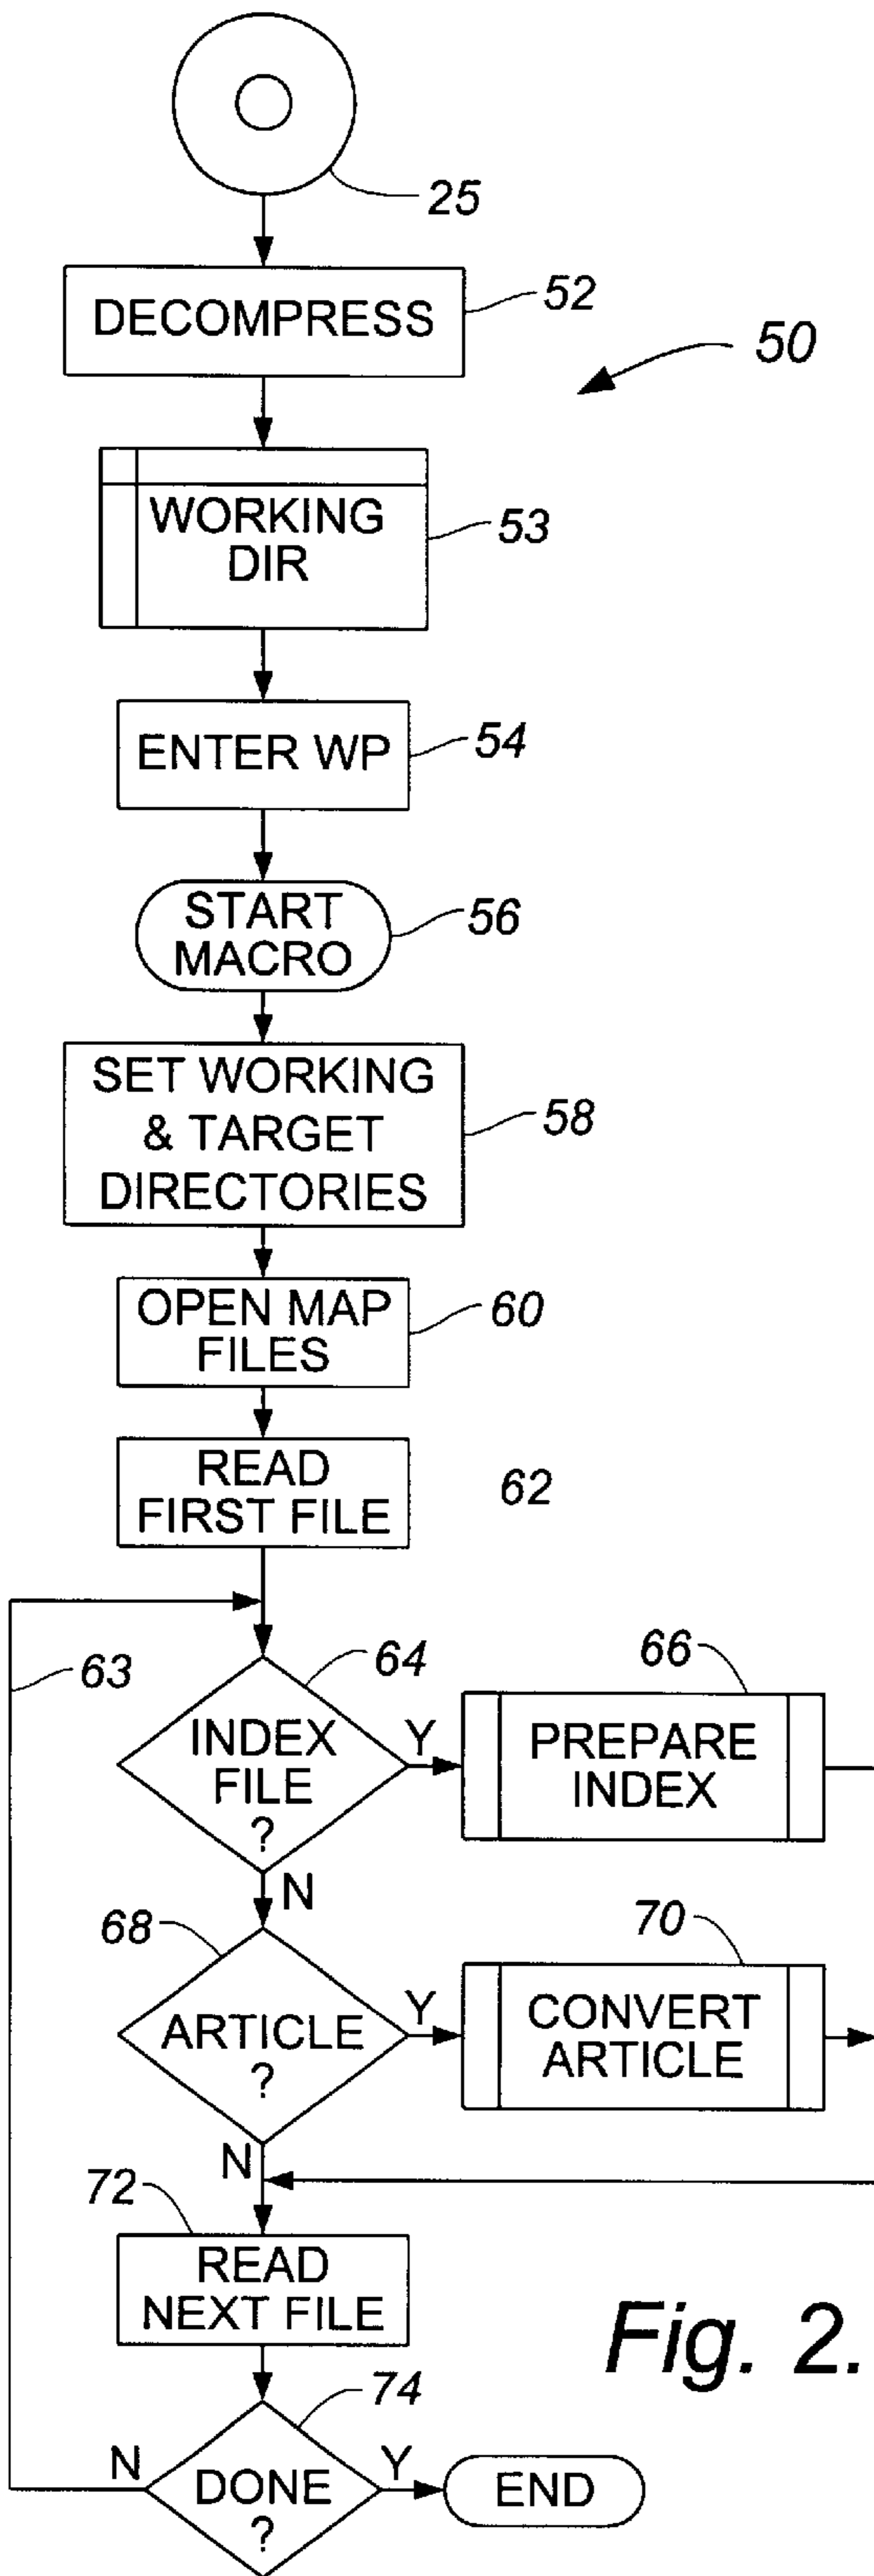 25
DECOMPRESS
52
50
WORKING
DIR
53
ENTER WP
54
START
MACRO
56
SET WORKING
& TARGET
DIRECTORIES
58
OPEN MAP
FILES
60
READ
FIRST FILE
62
63
64
66
INDEX
FILE
?
Y
PREPARE
INDEX
N
68
70
ARTICLE
?
Y
CONVERT
ARTICLE
N
72
READ
NEXT FILE
Fig. 2.
74
N
DONE
?
Y
END